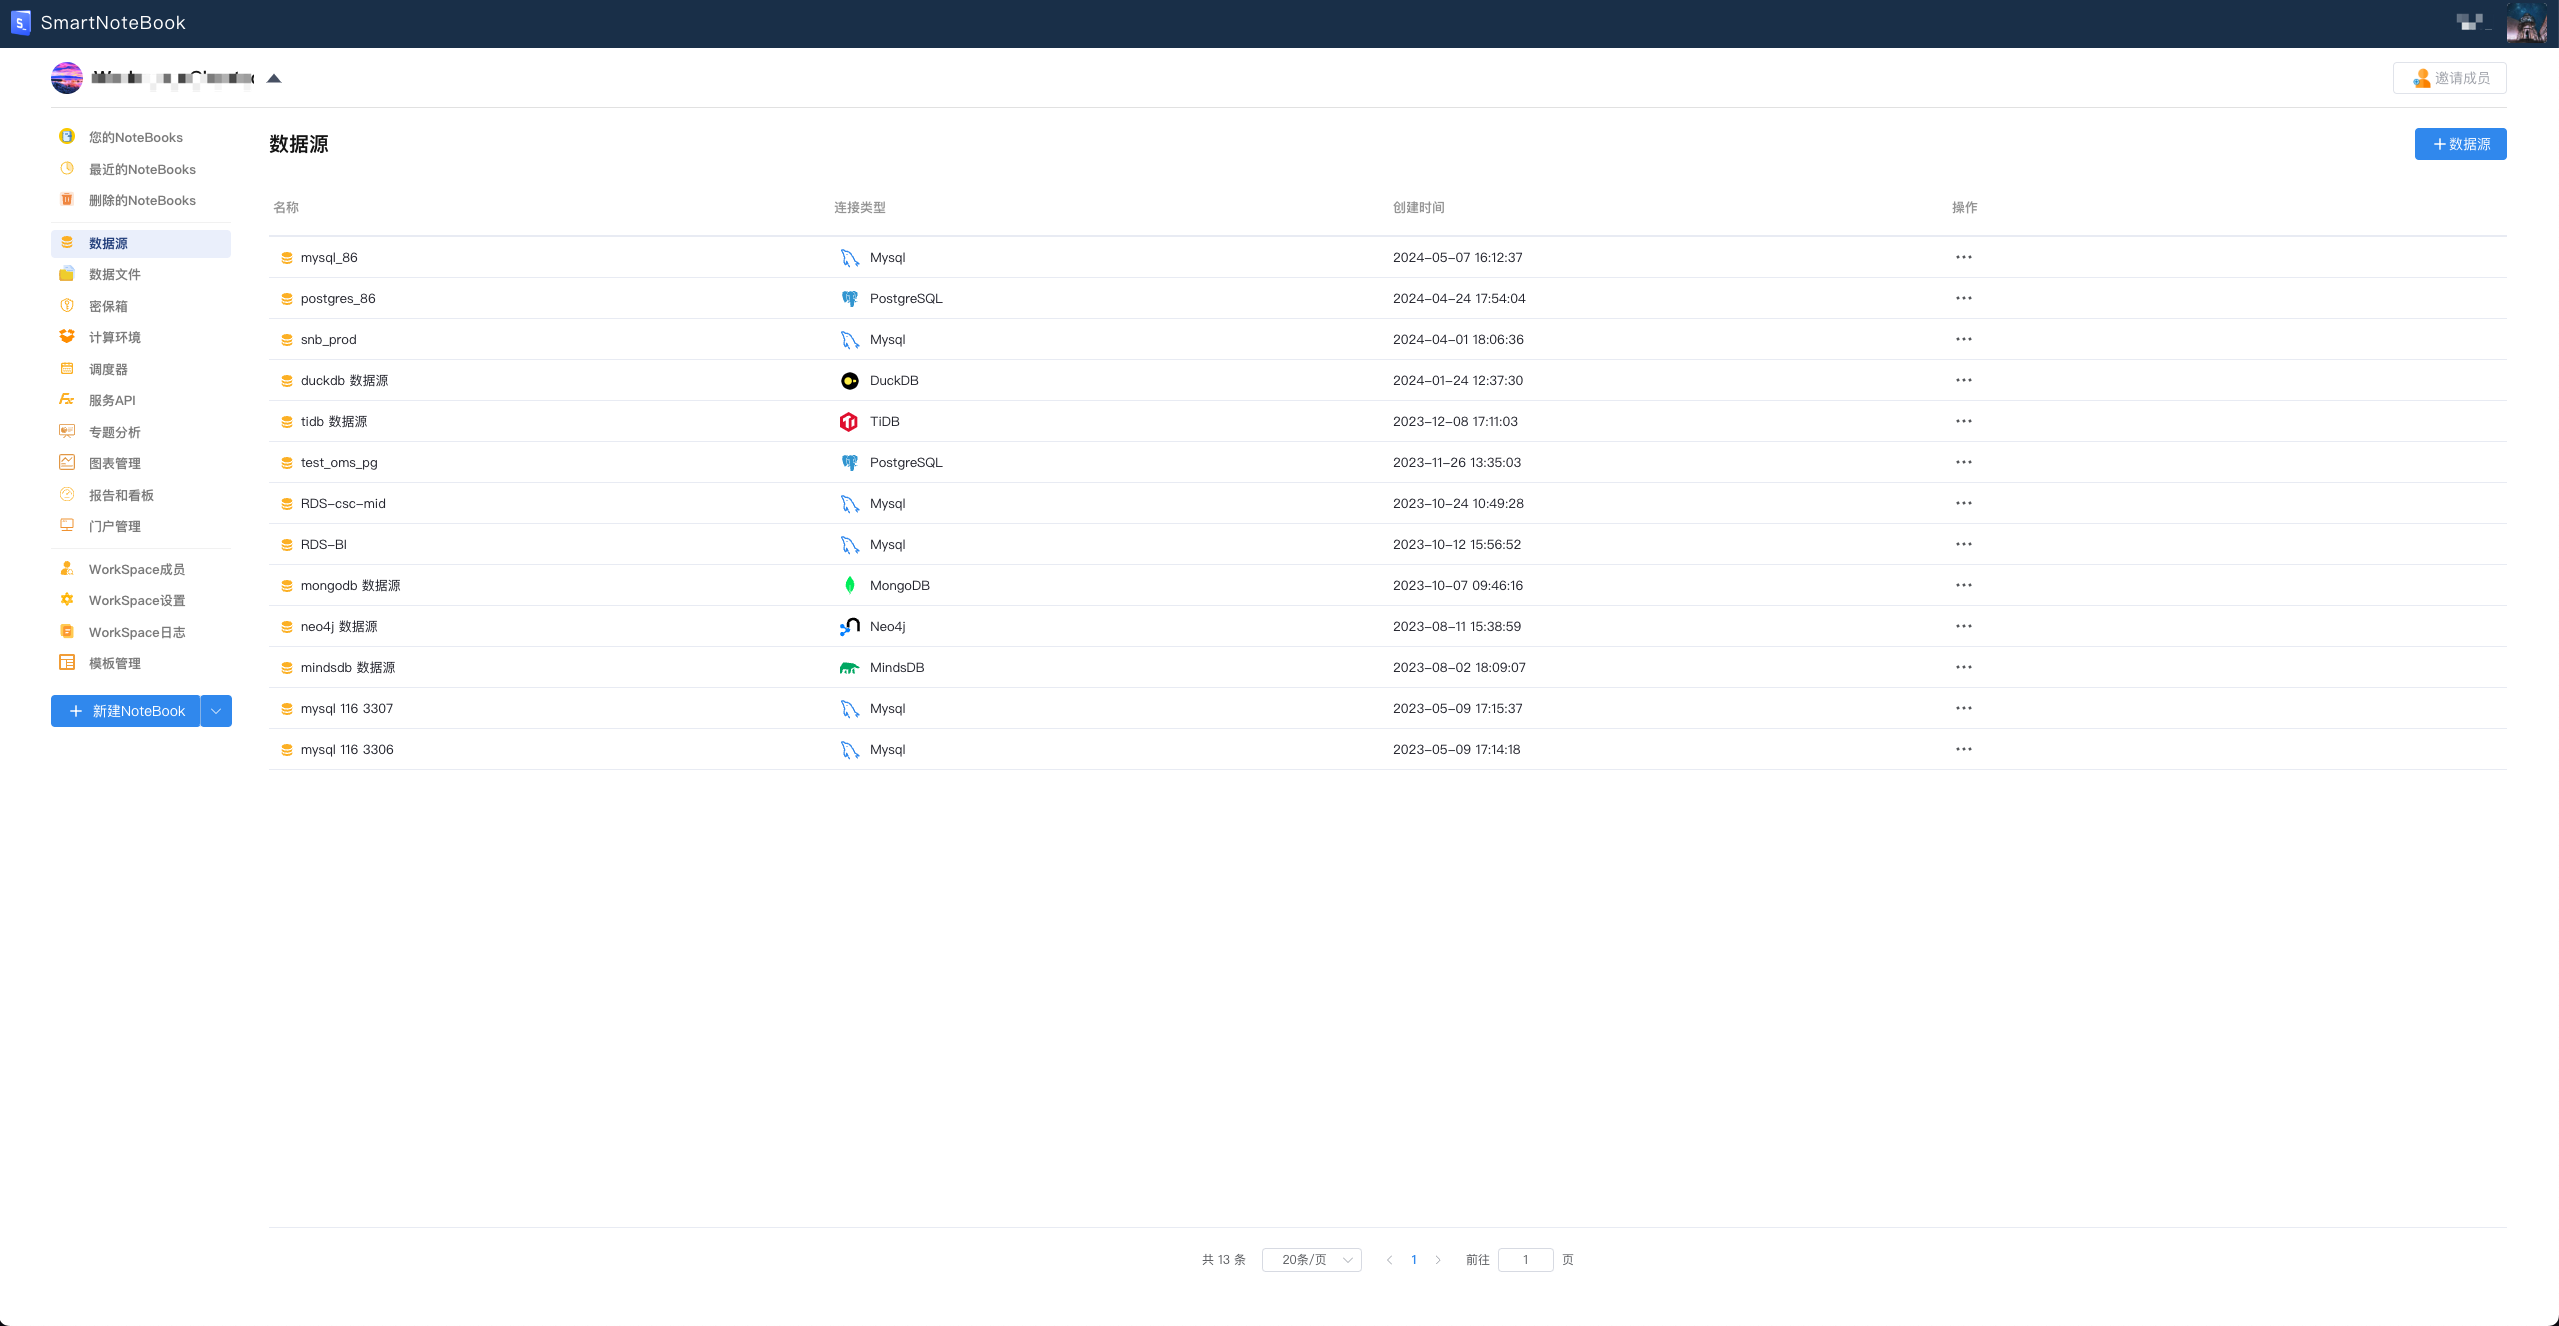 SmartNoteBook
邀请成员
您的NoteBooks
最近的NoteBooks
删除的NoteBooks
数据源
数据文件
密保箱
计算环境
调度器
服务API
专题分析
图表管理
报告和看板
门户管理
WorkSpace成员
WorkSpace设置
WorkSpace日志
模板管理
新建NoteBook
数据源
数据源
名称 连接类型 创建时间 操作
mysql_86 Mysql 2024-05-07 16:12:37
postgres_86 PostgreSQL 2024-04-24 17:54:04
snb_prod Mysql 2024-04-01 18:06:36
duckdb 数据源 DuckDB 2024-01-24 12:37:30
tidb 数据源 TiDB 2023-12-08 17:11:03
test_oms_pg PostgreSQL 2023-11-26 13:35:03
RDS-csc-mid Mysql 2023-10-24 10:49:28
RDS-BI Mysql 2023-10-12 15:56:52
mongodb 数据源 MongoDB 2023-10-07 09:46:16
neo4j 数据源 Neo4j 2023-08-11 15:38:59
mindsdb 数据源 MindsDB 2023-08-02 18:09:07
mysql 116 3307 Mysql 2023-05-09 17:15:37
mysql 116 3306 Mysql 2023-05-09 17:14:18
共 13 条 20条/页 1 前往 1 页